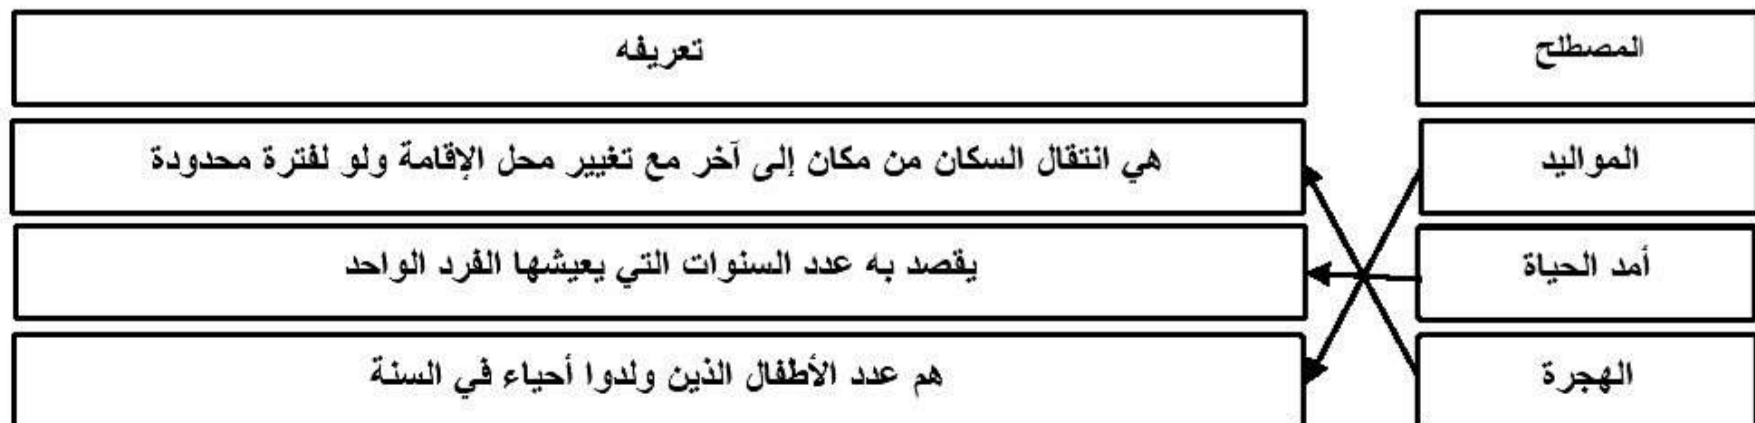 المصطلح
تعريفه
المواليد
هي انتقال السكان من مكان إلى آخر مع تغيير محل الإقامة ولو لفترة محدودة
أمد الحياة
يقصد به عدد السنوات التي يعيشها الفرد الواحد
الهجرة
هم عدد الأطفال الذين ولدوا أحياء في السنة